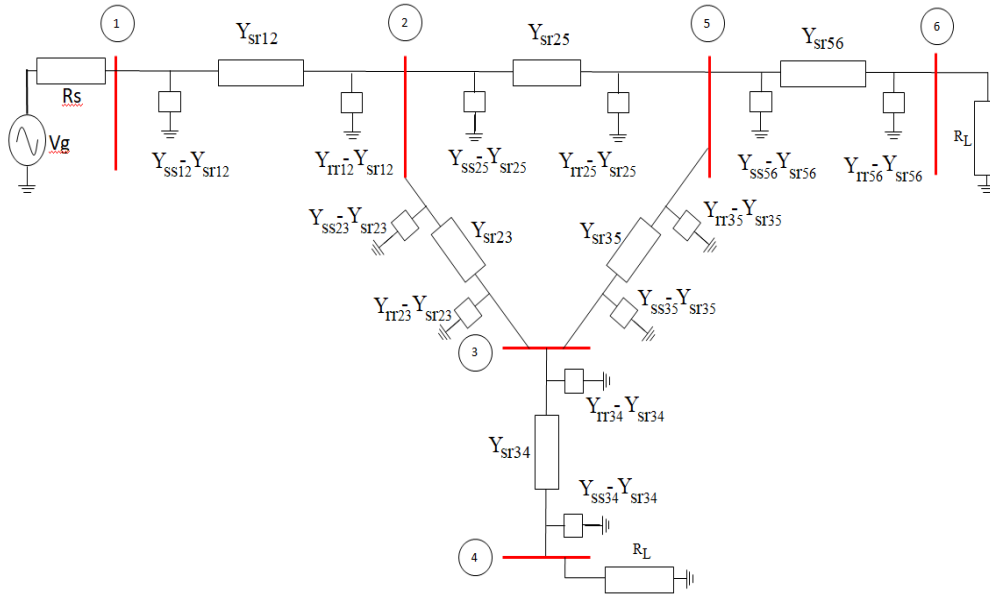 1
2
5
6
Ysr12
Ysr25
Ysr56
Rs
Vg
RL
Yss12-Ysr12
Yrr12-Ysr12
Yss25-Ysr25
Yrr25-Ysr25
Yss56-Ysr56
Yrr56-Ysr56
Yss23-Ysr23
Ysr23
Ysr35
Yrr35-Ysr35
Yrr23-Ysr23
Yss35-Ysr35
3
Yrr34-Ysr34
Ysr34
Yss34-Ysr34
4
RL